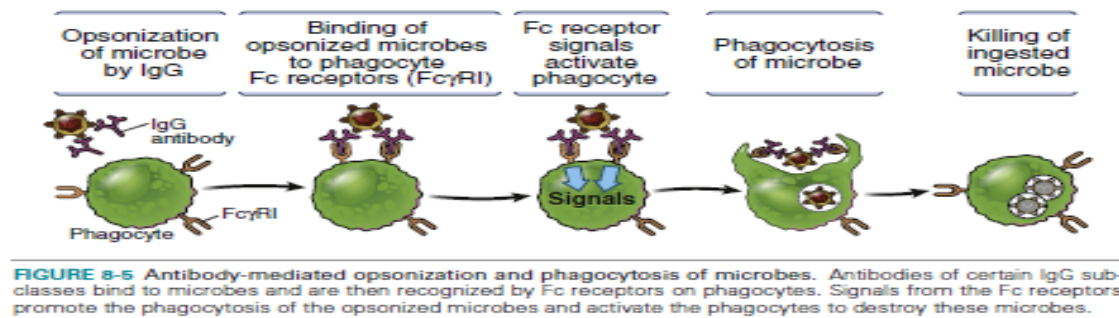 Opsonization
of microbe
by IgG
Binding of
opsonized microbes
to phagocyte
Fc receptors (FcγRI)
Fc receptor
signals
activate
phagocyte
Phagocytosis
of microbe
Killing of
ingested
microbe
IgG
antibody
Signals
FcγRI
Phagocyte
FIGURE 8-5 Antibody-mediated opsonization and phagocytosis of microbes. Antibodies of certain IgG sub-
classes bind to microbes and are then recognized by Fc receptors on phagocytes. Signals from the Fc receptors
promote the phagocytosis of the opsonized microbes and activate the phagocytes to destroy these microbes.